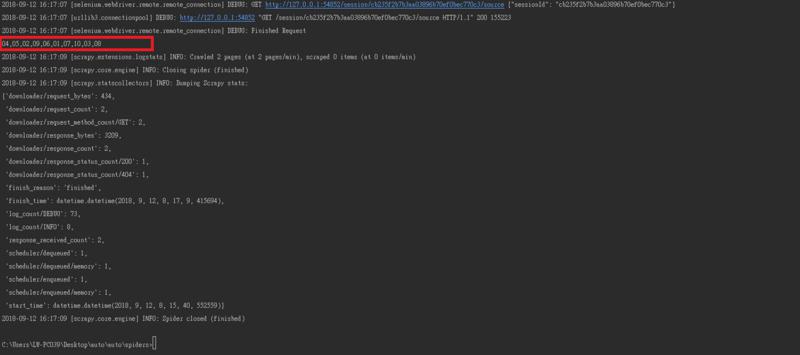 2018-09-12 16:17:07 [selenium.webdriver.remote.remote_connection] DEBUG: GET http://127.0.0.1:54852/session/cb235f2b7b3aa03896b70ef0bec770c3/source {"sessionId": "cb235f2b7b3aa03896b70ef0bec770c3"}
2018-09-12 16:17:07 [urllib3.connectionpool] DEBUG: http://127.0.0.1:54852 "GET /session/cb235f2b7b3aa03896b70ef0bec770c3/source HTTP/1.1" 200 155223
2018-09-12 16:17:07 [selenium.webdriver.remote.remote_connection] DEBUG: Finished Request
04,05,02,09,06,01,07,10,03,08
2018-09-12 16:17:09 [scrapy.extensions.logstats] INFO: Crawled 2 pages (at 2 pages/min), scraped 0 items (at 0 items/min)
2018-09-12 16:17:09 [scrapy.core.engine] INFO: Closing spider (finished)
2018-09-12 16:17:09 [scrapy.statscollectors] INFO: Dumping Scrapy stats:
{'downloader/request_bytes': 434,
'downloader/request_count': 2,
'downloader/request_method_count/GET': 2,
'downloader/response_bytes': 3209,
'downloader/response_count': 2,
'downloader/response_status_count/200': 1,
'downloader/response_status_count/404': 1,
'finish_reason': 'finished',
'finish_time': datetime.datetime(2018, 9, 12, 8, 17, 9, 415694),
'log_count/DEBUG': 73,
'log_count/INFO': 8,
'response_received_count': 2,
'scheduler/dequeued': 1,
'scheduler/dequeued/memory': 1,
'scheduler/enqueued': 1,
'scheduler/enqueued/memory': 1,
'start_time': datetime.datetime(2018, 9, 12, 8, 15, 40, 552559)}
2018-09-12 16:17:09 [scrapy.core.engine] INFO: Spider closed (finished)
C:\Users\LW-PC039\Desktop\auto\auto\spiders>